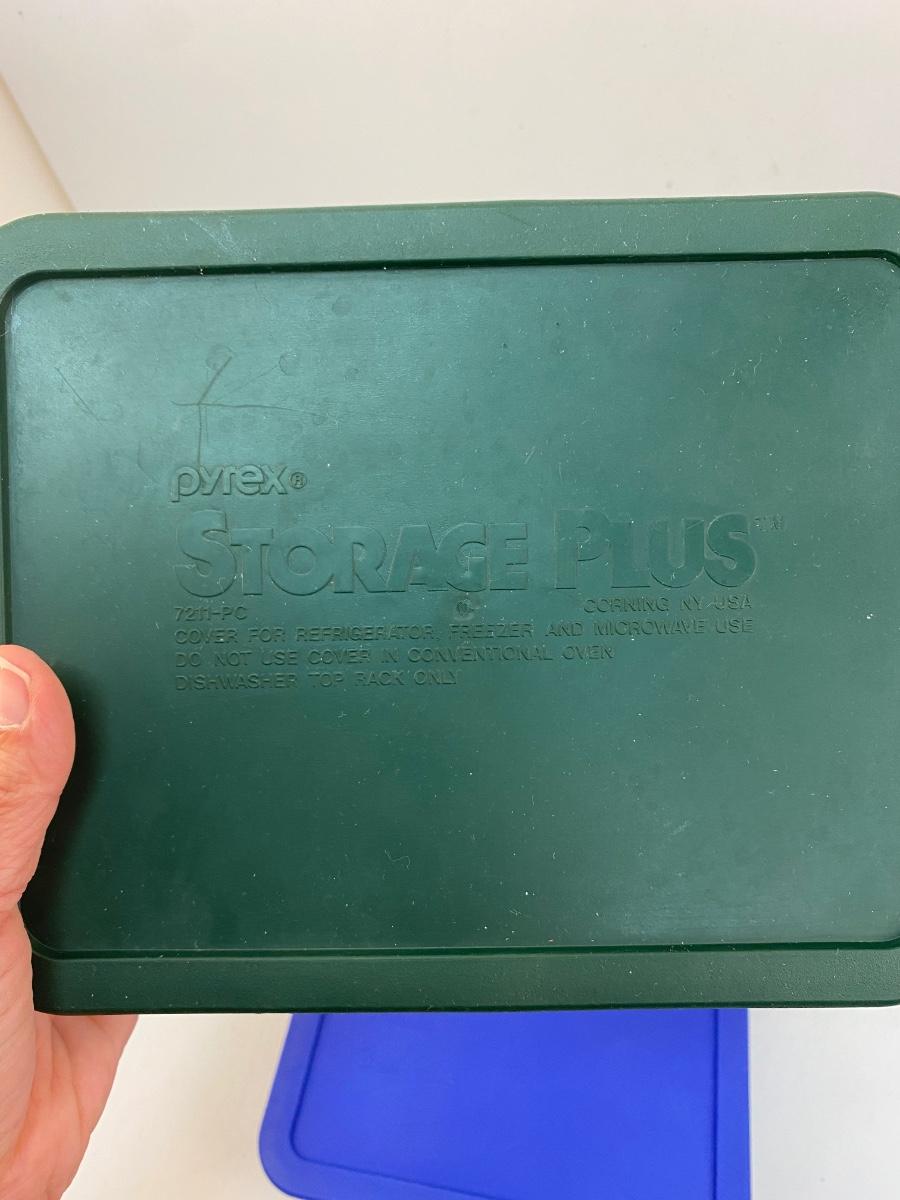 pyrex®
STORAGE PLUS™
7211-PC CORNING NY USA
COVER FOR REFRIGERATOR, FREEZER AND MICROWAVE USE
DO NOT USE COVER IN CONVENTIONAL OVEN
DISHWASHER TOP RACK ONLY